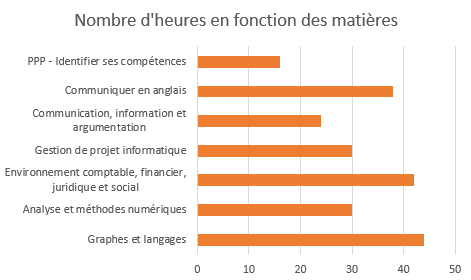 Nombre d'heures en fonction des matières
PPP - Identifier ses compétences
Communiquer en anglais
Communication, information et
argumentation
Gestion de projet informatique
Environnement comptable, financier,
juridique et social
Analyse et méthodes numériques
Graphes et langages
0 10 20 30 40 50